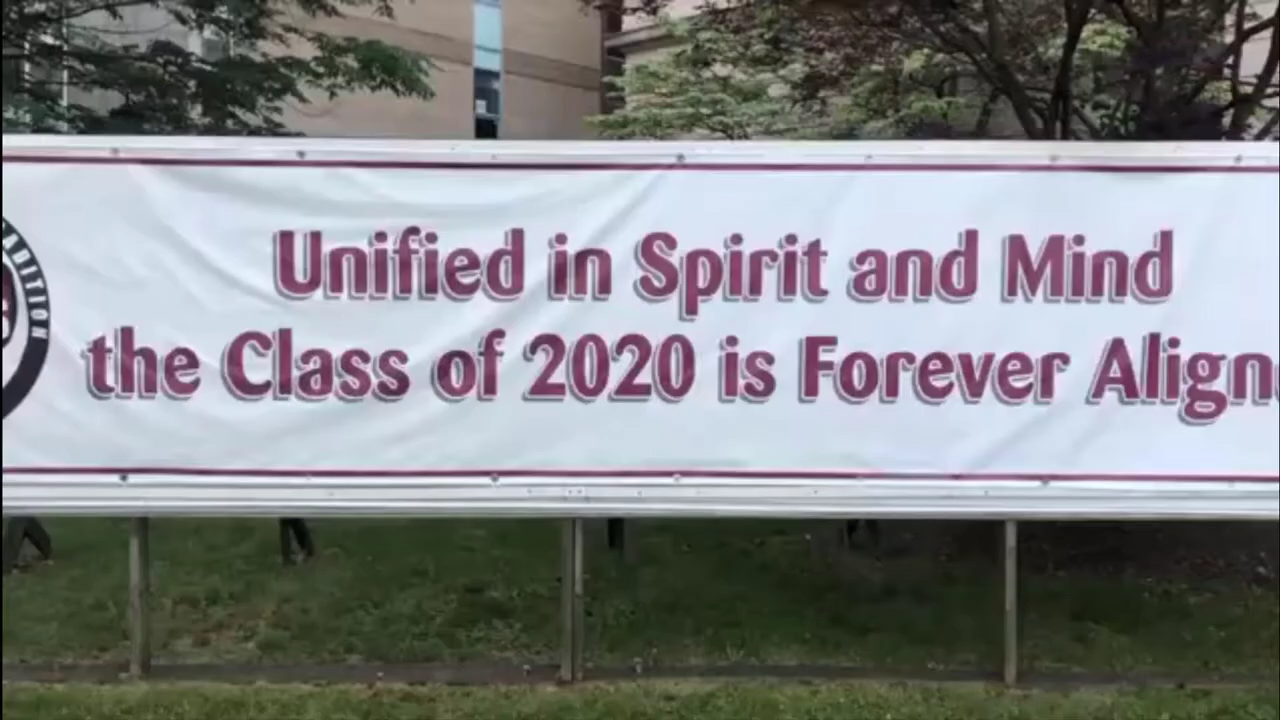 Unified in Spirit and Mind
the Class of 2020 is Forever